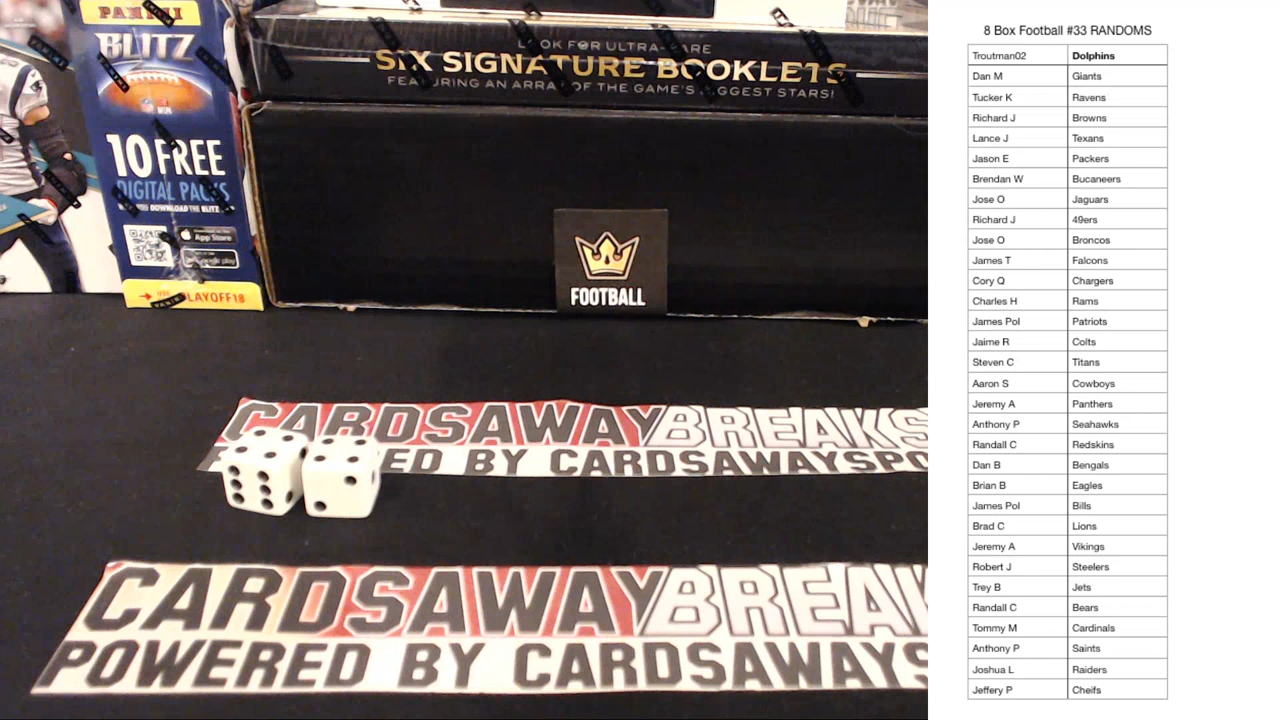 PANINI
BLITZ
10 FREE
DIGITAL PACKS
DOWNLOAD THE BLITZ
App Store
Google play
PLAYOFF18
LOOK FOR ULTRA-RARE
SIX SIGNATURE BOOKLETS
FEATURING AN ARRAY OF THE GAME'S BIGGEST STARS!
FOOTBALL
CARDSAWAYBREAKS
ED BY CARDSAWAYSPO
CARDSAWAYBREAK
POWERED BY CARDSAWAYS
8 Box Football #33 RANDOMS
Troutman02 Dolphins
Dan M Giants
Tucker K Ravens
Richard J Browns
Lance J Texans
Jason E Packers
Brendan W Bucaneers
Jose O Jaguars
Richard J 49ers
Jose O Broncos
James T Falcons
Cory Q Chargers
Charles H Rams
James Pol Patriots
Jaime R Colts
Steven C Titans
Aaron S Cowboys
Jeremy A Panthers
Anthony P Seahawks
Randall C Redskins
Dan B Bengals
Brian B Eagles
James Pol Bills
Brad C Lions
Jeremy A Vikings
Robert J Steelers
Trey B Jets
Randall C Bears
Tommy M Cardinals
Anthony P Saints
Joshua L Raiders
Jeffery P Cheifs